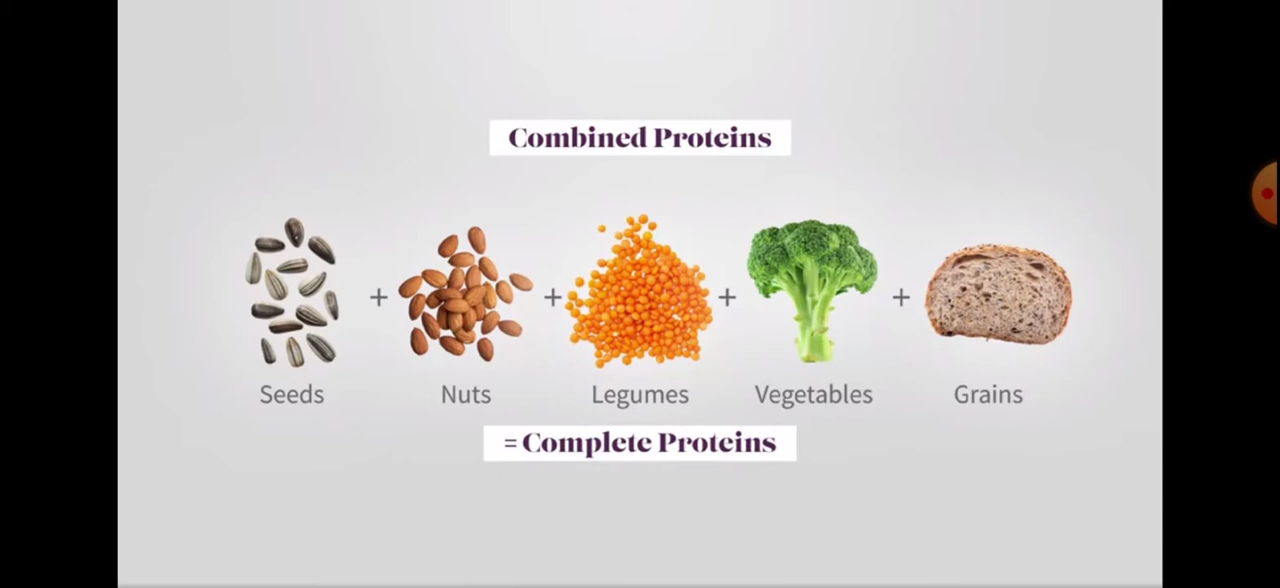 Combined Proteins
+ + + +
Seeds Nuts Legumes Vegetables Grains
= Complete Proteins